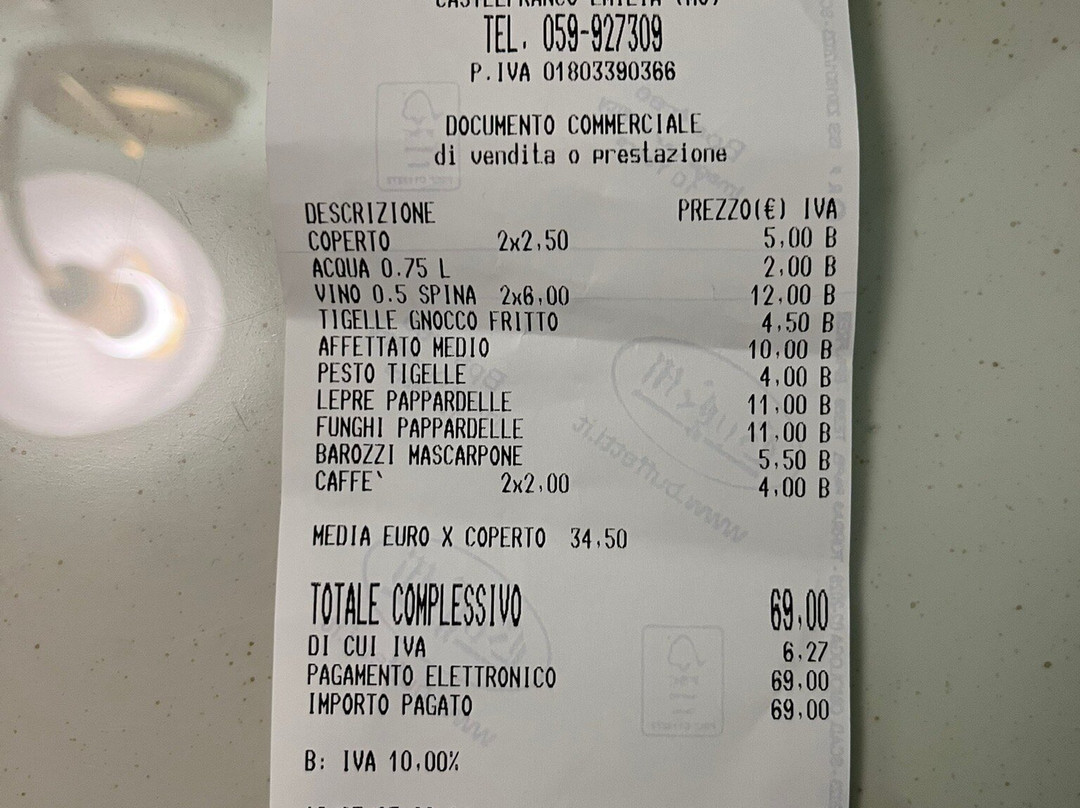 CASTELFRANCO EMILIA (MO)
TEL. 059-927309
P.IVA 01803390366
DOCUMENTO COMMERCIALE
di vendita o prestazione
DESCRIZIONE PREZZO(€) IVA
COPERTO 2x2,50 5,00 B
ACQUA 0.75 L 2,00 B
VINO 0.5 SPINA 2x6,00 12,00 B
TIGELLE GNOCCO FRITTO 4,50 B
AFFETTATO MEDIO 10,00 B
PESTO TIGELLE 4,00 B
LEPRE PAPPARDELLE 11,00 B
FUNGHI PAPPARDELLE 11,00 B
BAROZZI MASCARPONE 5,50 B
CAFFE` 2x2,00 4,00 B
MEDIA EURO X COPERTO 34,50
TOTALE COMPLESSIVO 69,00
DI CUI IVA 6,27
PAGAMENTO ELETTRONICO 69,00
IMPORTO PAGATO 69,00
B: IVA 10,00%